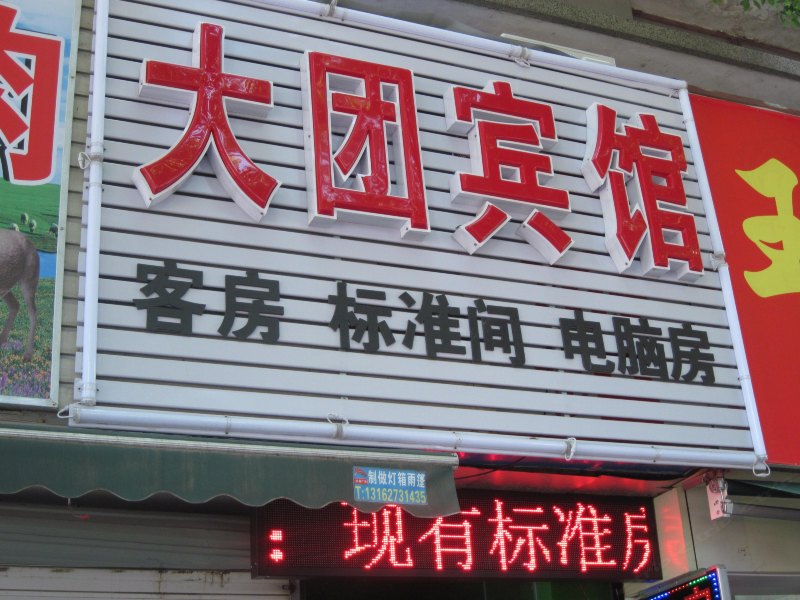 大团宾馆
客房 标准间 电脑房
制做灯箱雨篷
T:13162731435
现有标准房